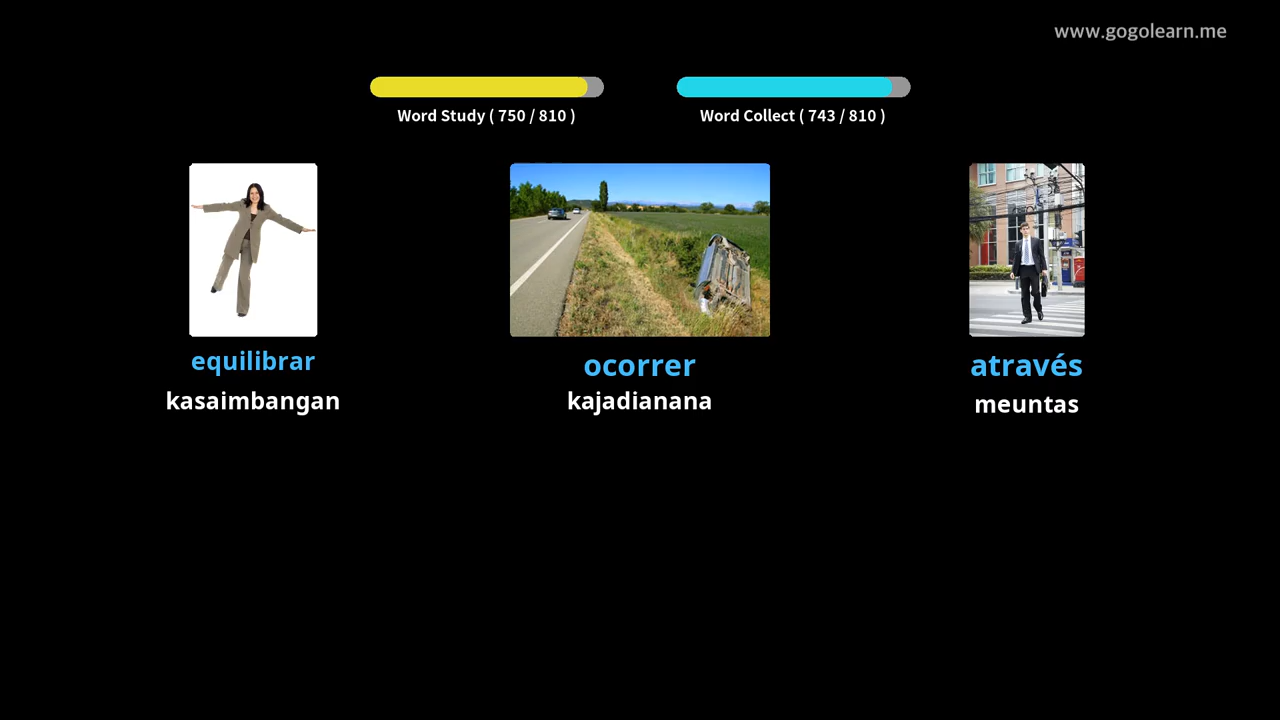 www.gogolearn.me
Word Study ( 750 / 810 )
Word Collect ( 743 / 810 )
equilibrar
kasaimbangan
ocorrer
kajadianana
através
meuntas